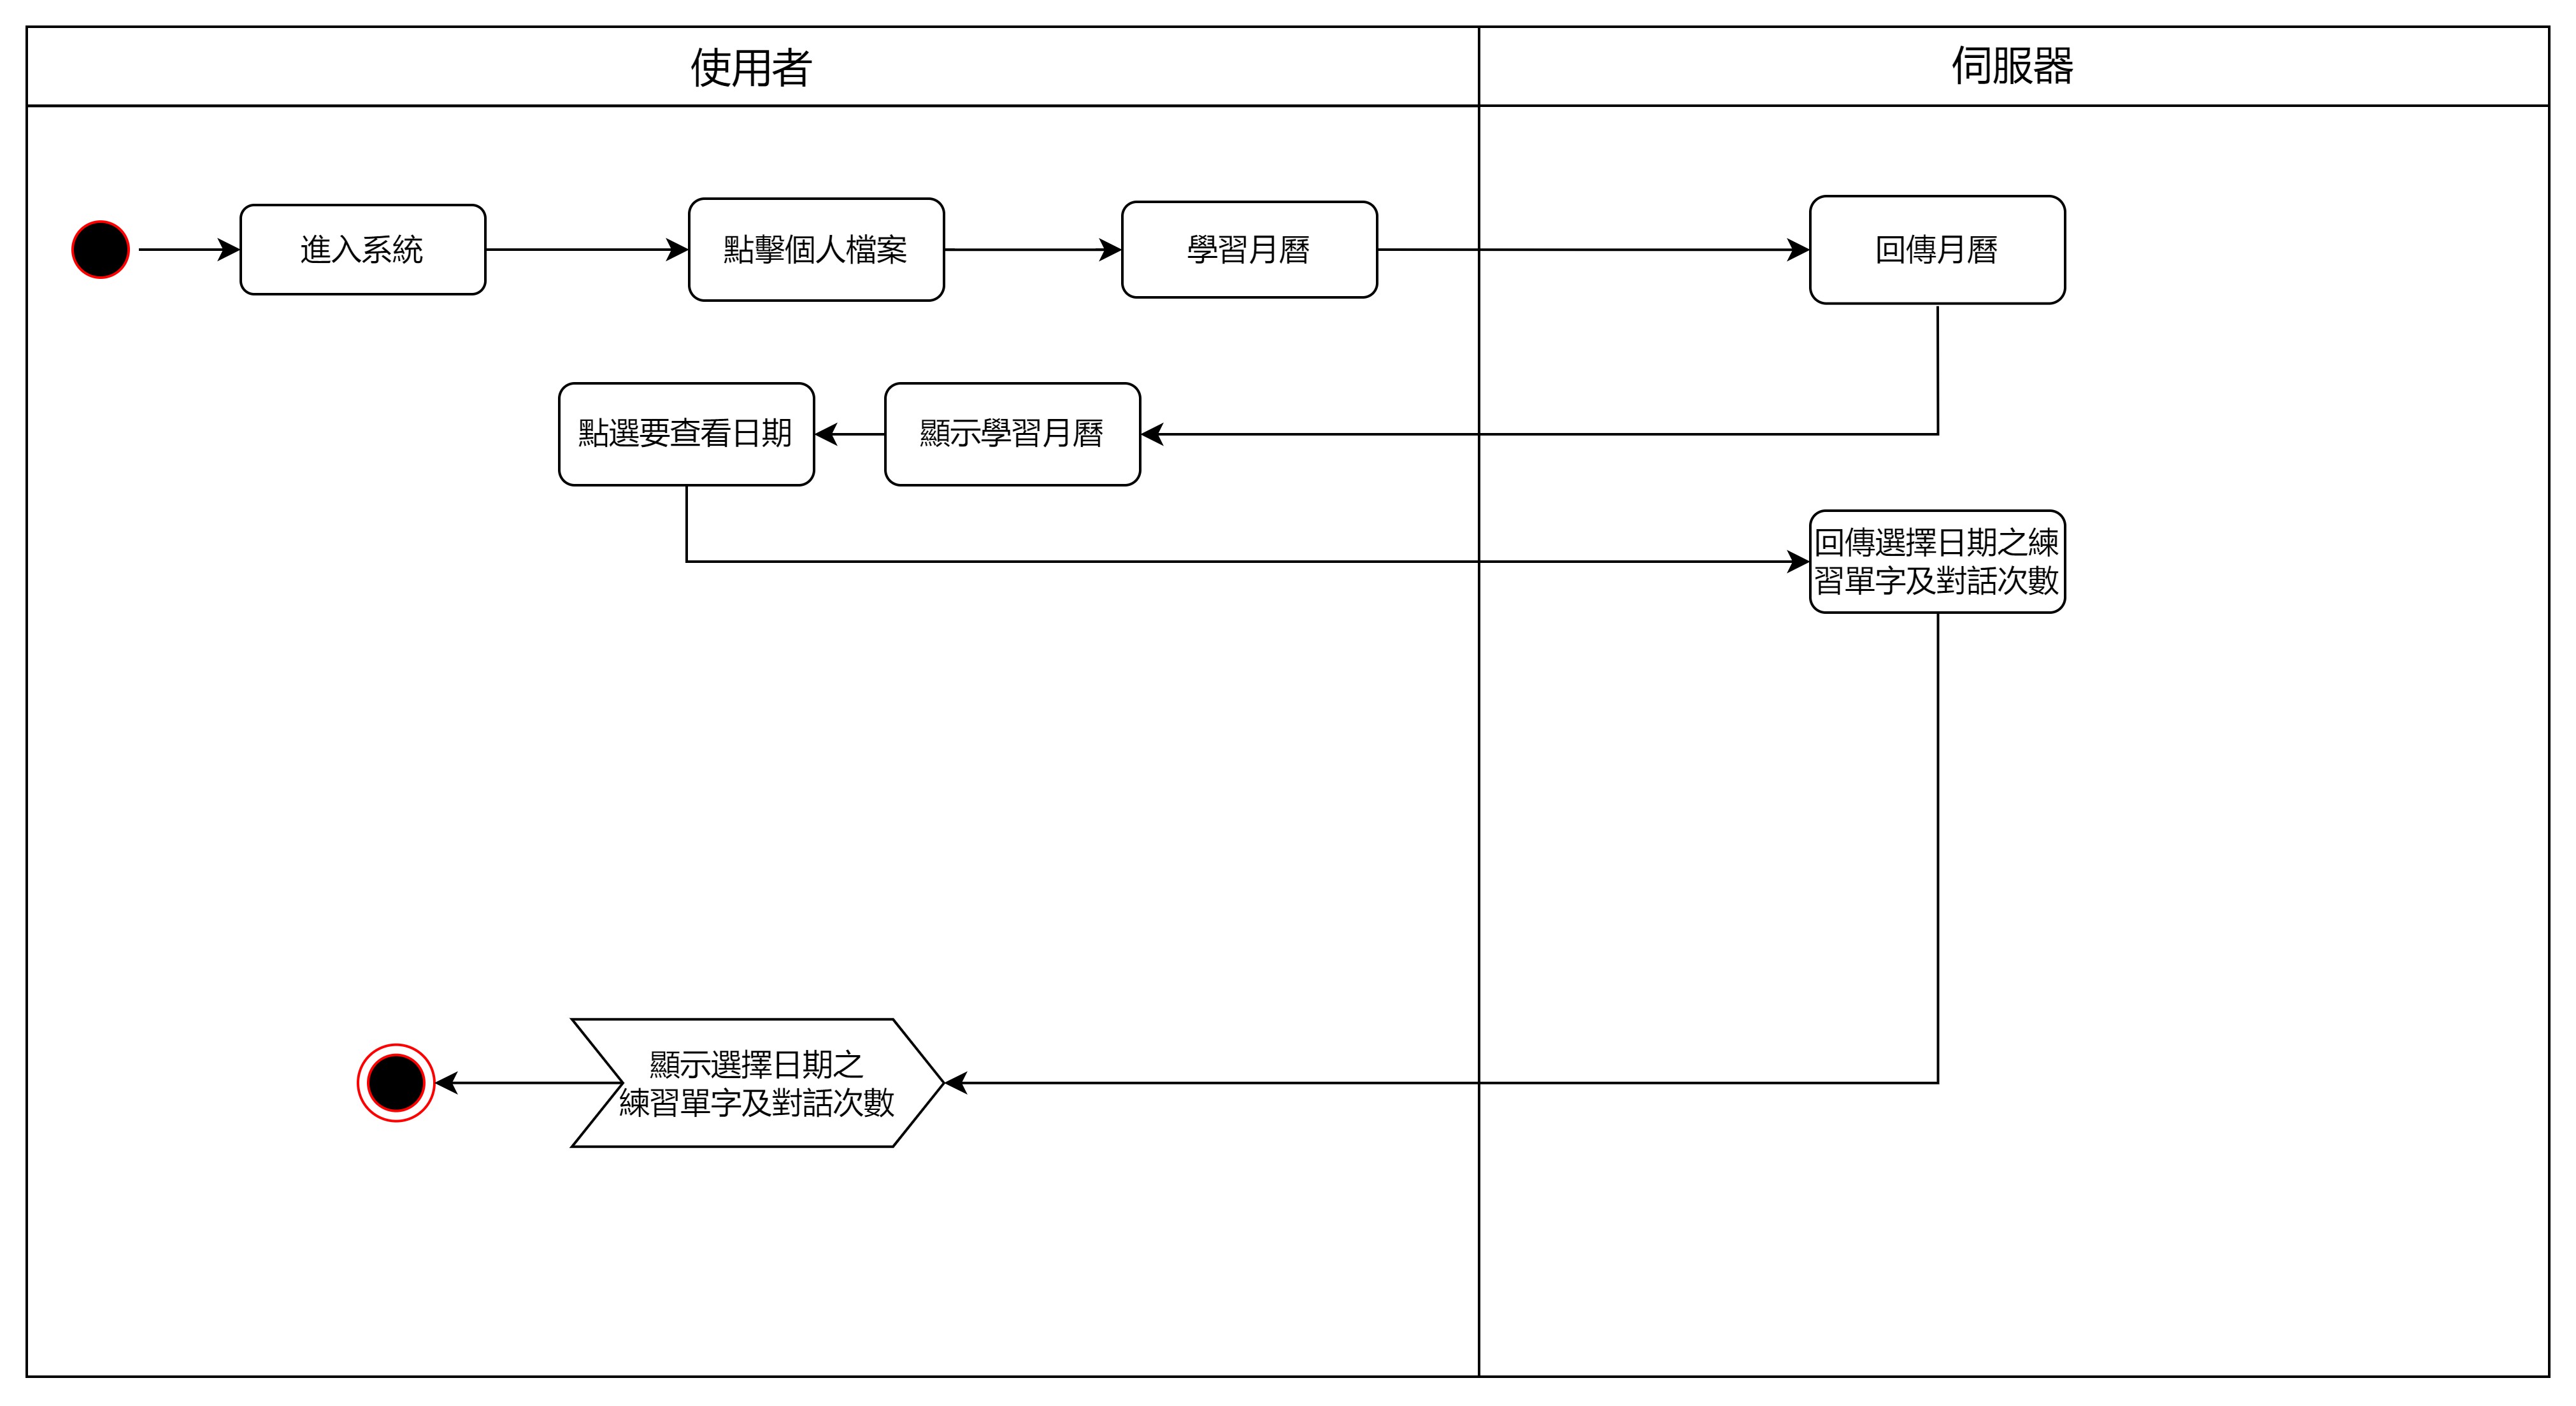 使用者
伺服器
進入系統
點擊個人檔案
學習月曆
回傳月曆
點選要查看日期
顯示學習月曆
回傳選擇日期之練
習單字及對話次數
顯示選擇日期之
練習單字及對話次數